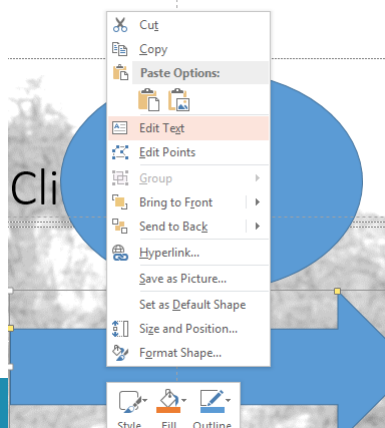 Cut
Copy
Paste Options:
Edit Text
Edit Points
Group
Cli
Bring to Front
Send to Back
Hyperlink...
Save as Picture...
Set as Default Shape
Size and Position...
Format Shape...
Style Fill Outline